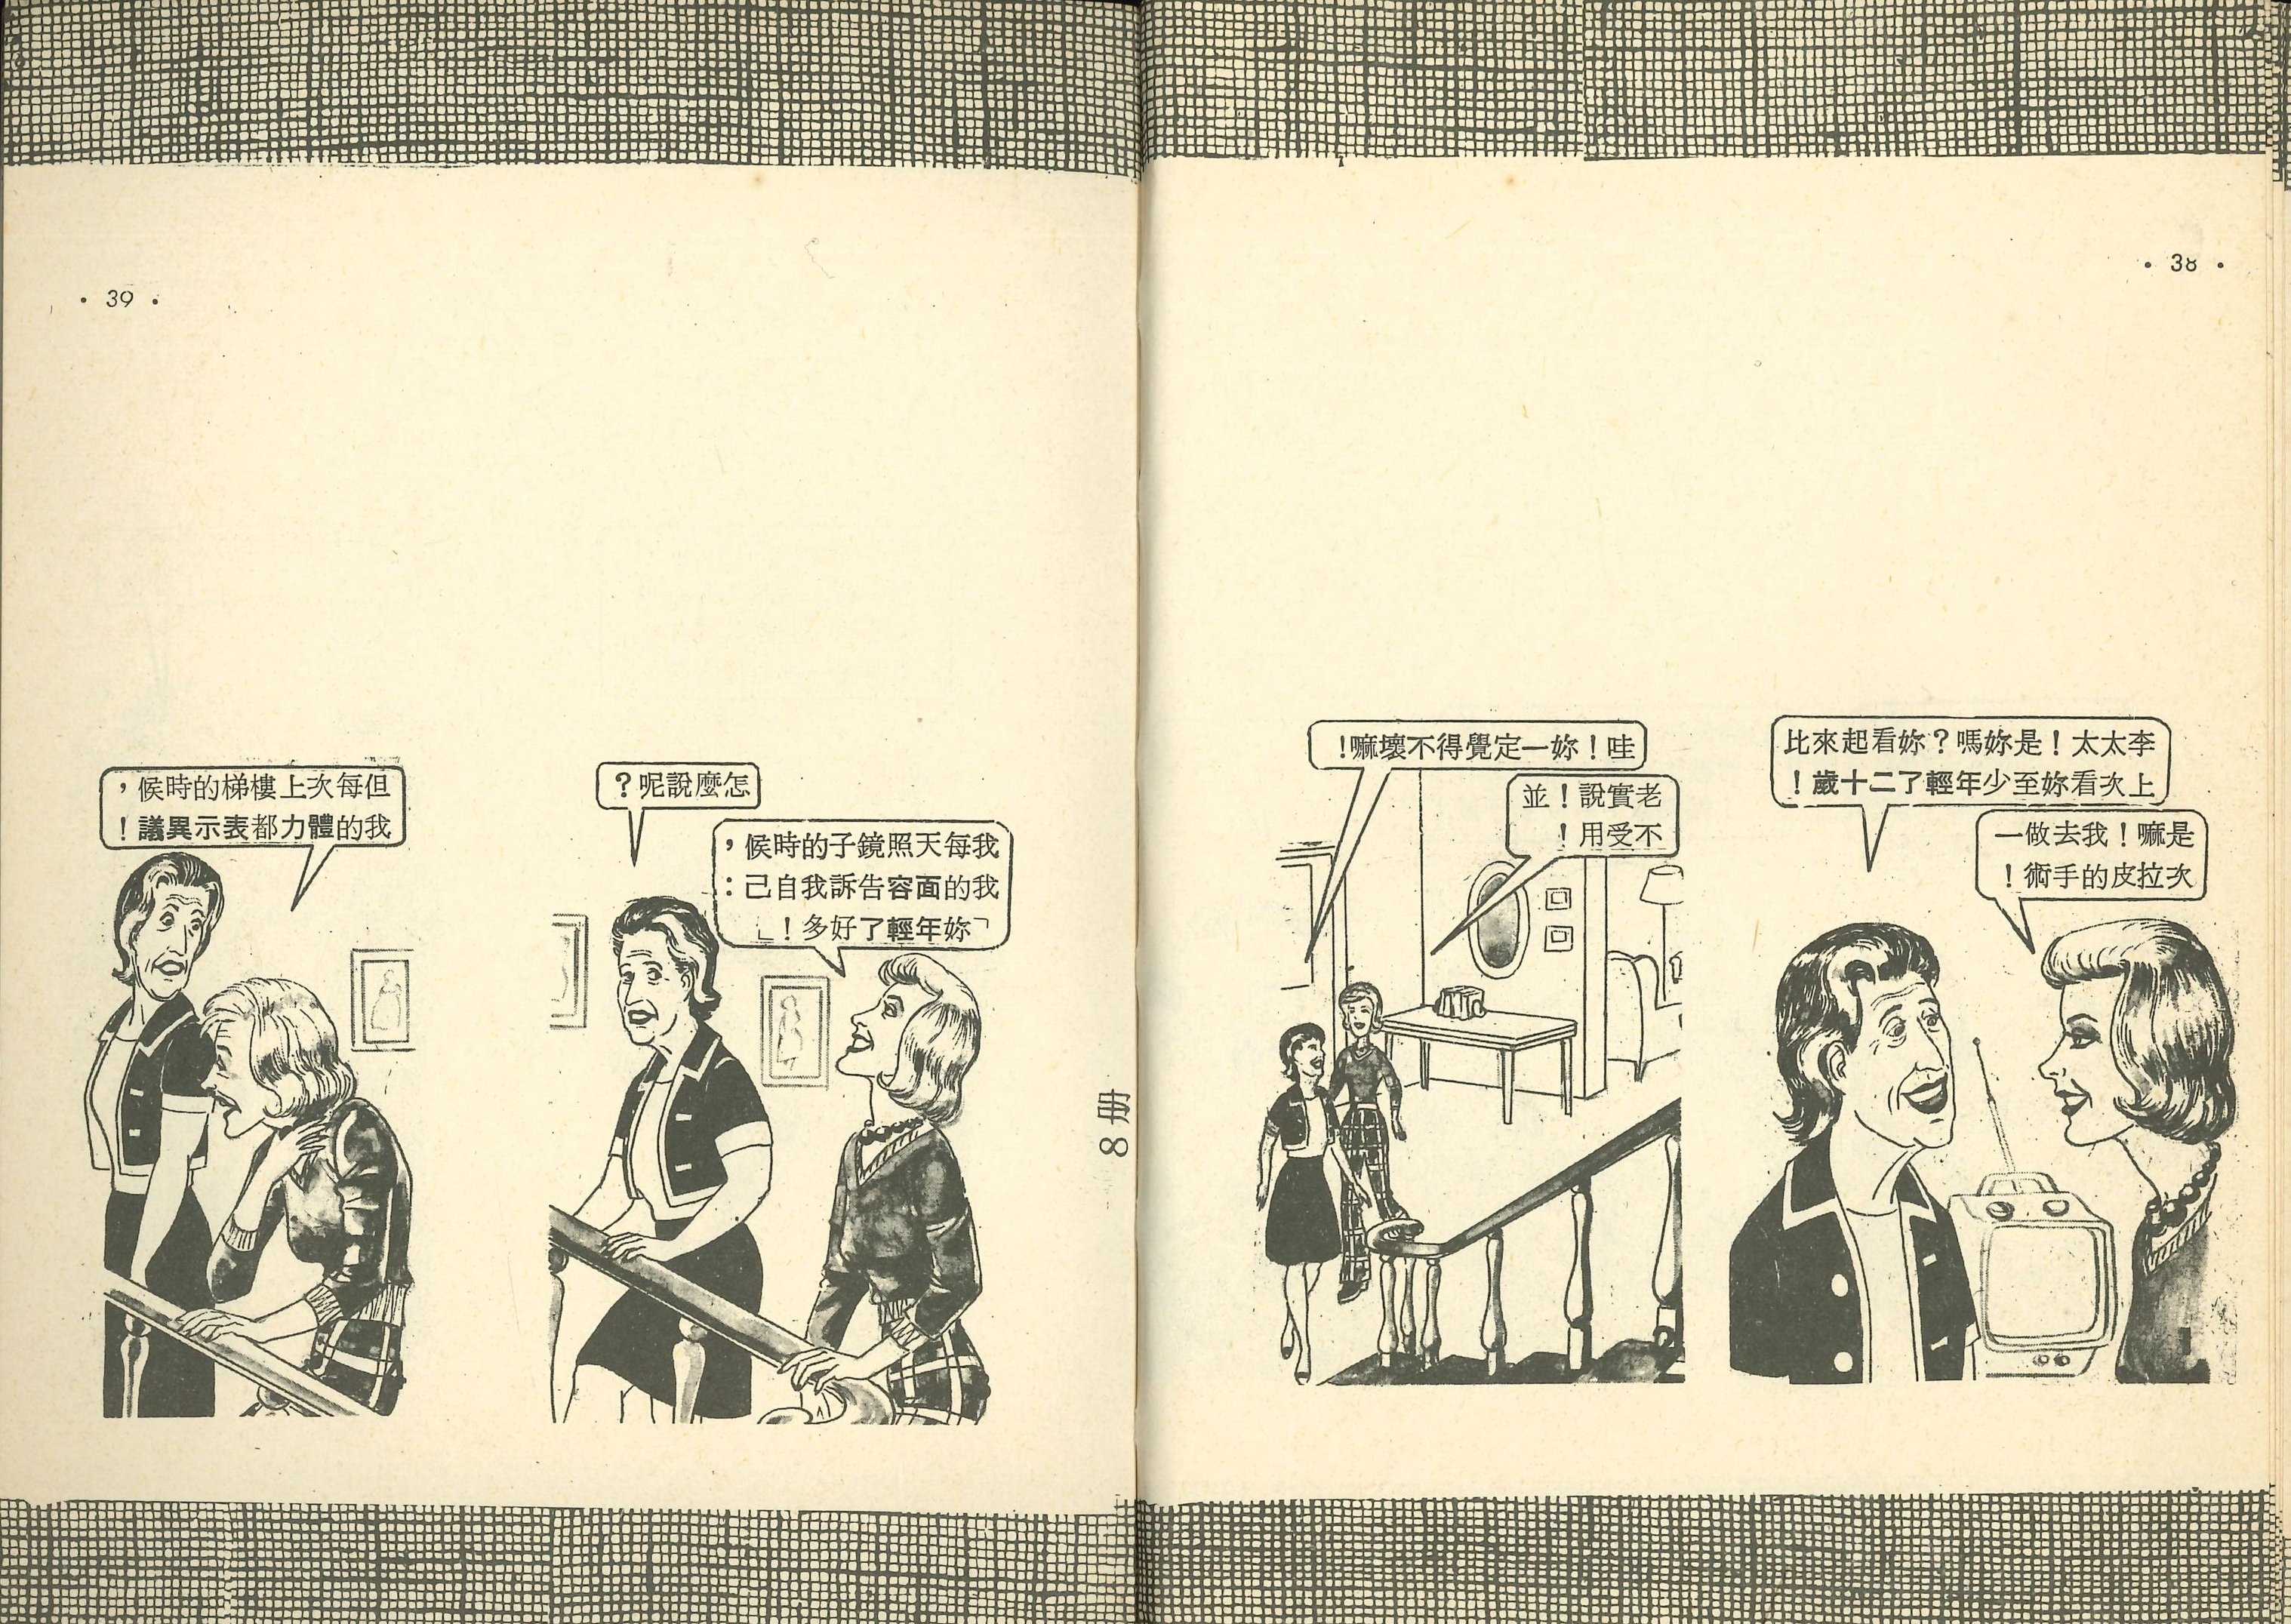 • 38 •
李太太！是妳嗎？妳看起來比
上次看妳至少年輕了二十歲！
是嘛！我去做一
次拉皮的手術！
哇！妳一定覺得不壞嘛！
老實說！並
不受用！
• 39 •
怎麼說呢？
我每天照鏡子的時候，
我的面容告訴我自己：
「妳年輕了好多！」
但每次上樓梯的時候，
我的體力都表示異議！
册8